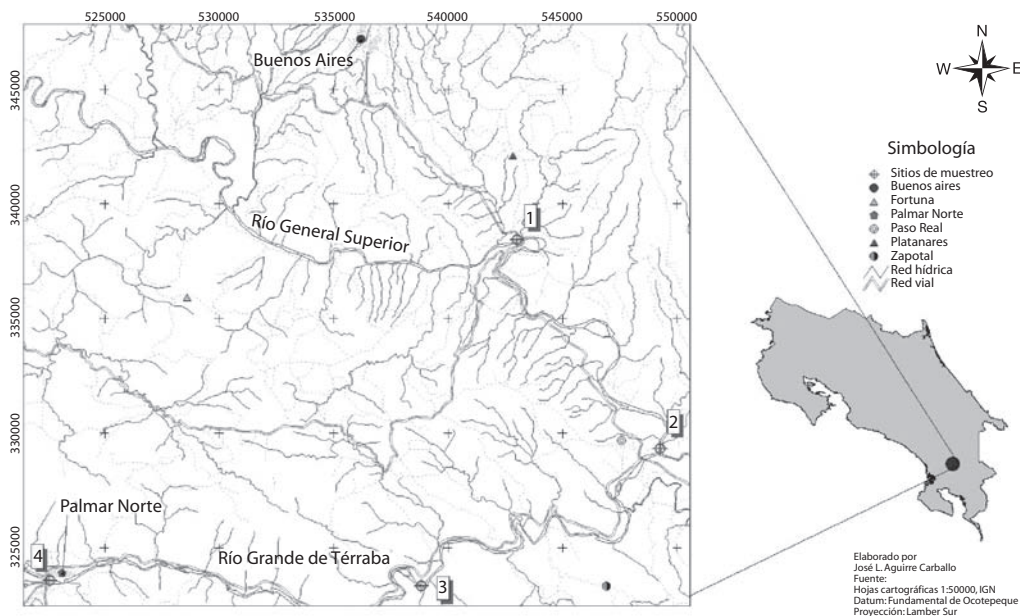 525000 530000 535000 540000 545000 550000
345000
340000
335000
330000
325000
Buenos Aires
Río General Superior
1
2
Palmar Norte
4
Río Grande de Térraba
3
N
W E
S
Simbología
Sitios de muestreo
Buenos aires
Fortuna
Palmar Norte
Paso Real
Platanares
Zapotal
Red hídrica
Red vial
Elaborado por
José L. Aguirre Carballo
Fuente:
Hojas cartográficas 1:50000, IGN
Datum: Fundamental de Ocotepeque
Proyección: Lamber Sur